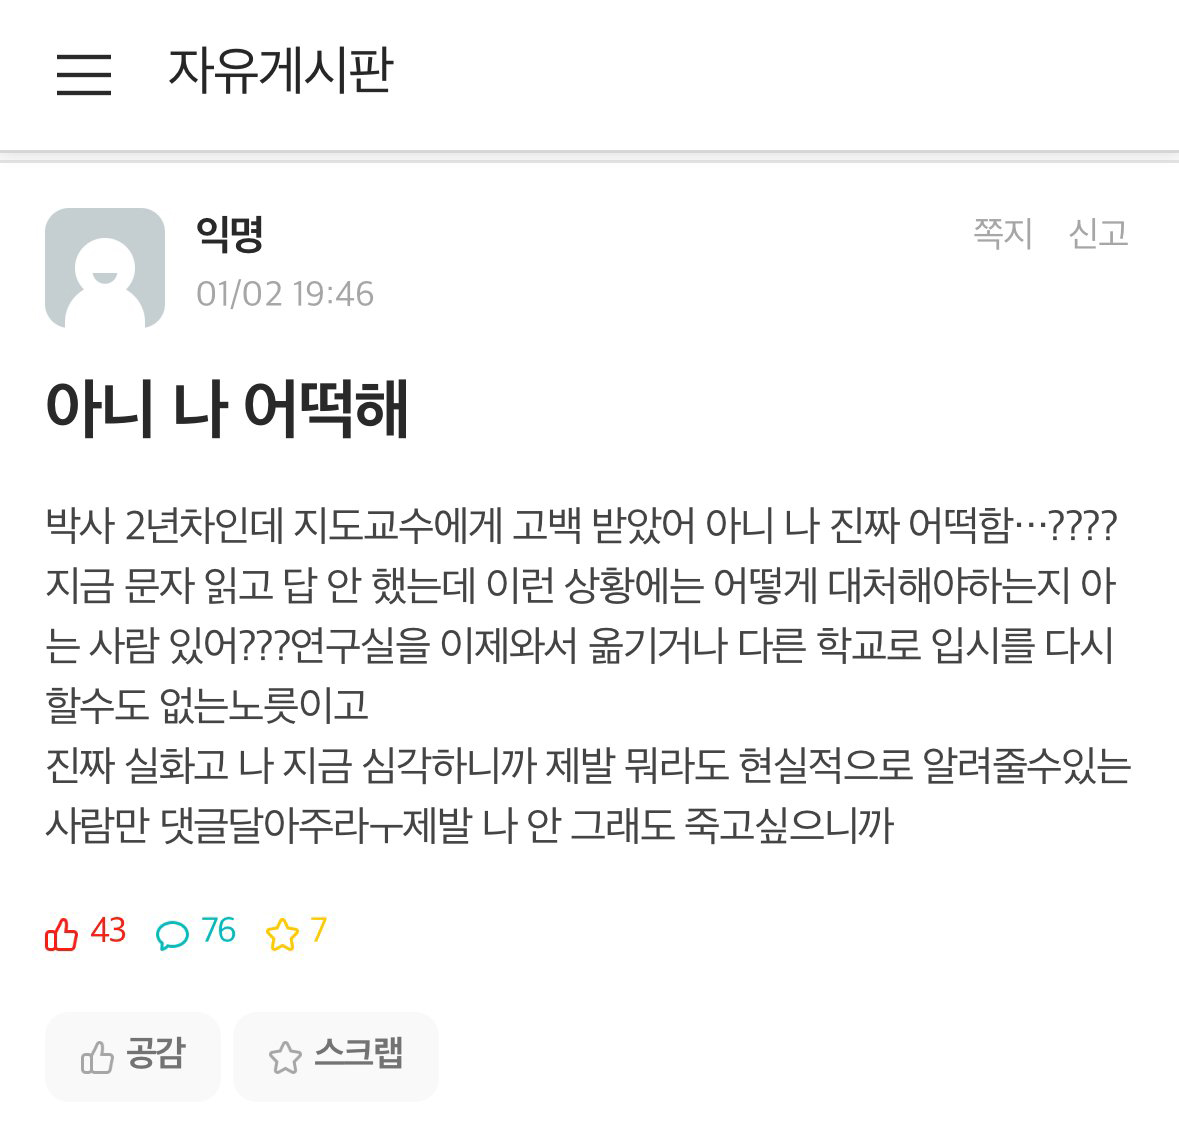 자유게시판
익명
쪽지 신고
01/02 19:46
아니 나 어떡해
박사 2년차인데 지도교수에게 고백 받았어 아니 나 진짜 어떡함…????
지금 문자 읽고 답 안 했는데 이런 상황에는 어떻게 대처해야하는지 아
는 사람 있어???연구실을 이제와서 옮기거나 다른 학교로 입시를 다시
할수도 없는노릇이고
진짜 실화고 나 지금 심각하니까 제발 뭐라도 현실적으로 알려줄수있는
사람만 댓글달아주라ㅜ제발 나 안 그래도 죽고싶으니까
43 76 7
공감 스크랩